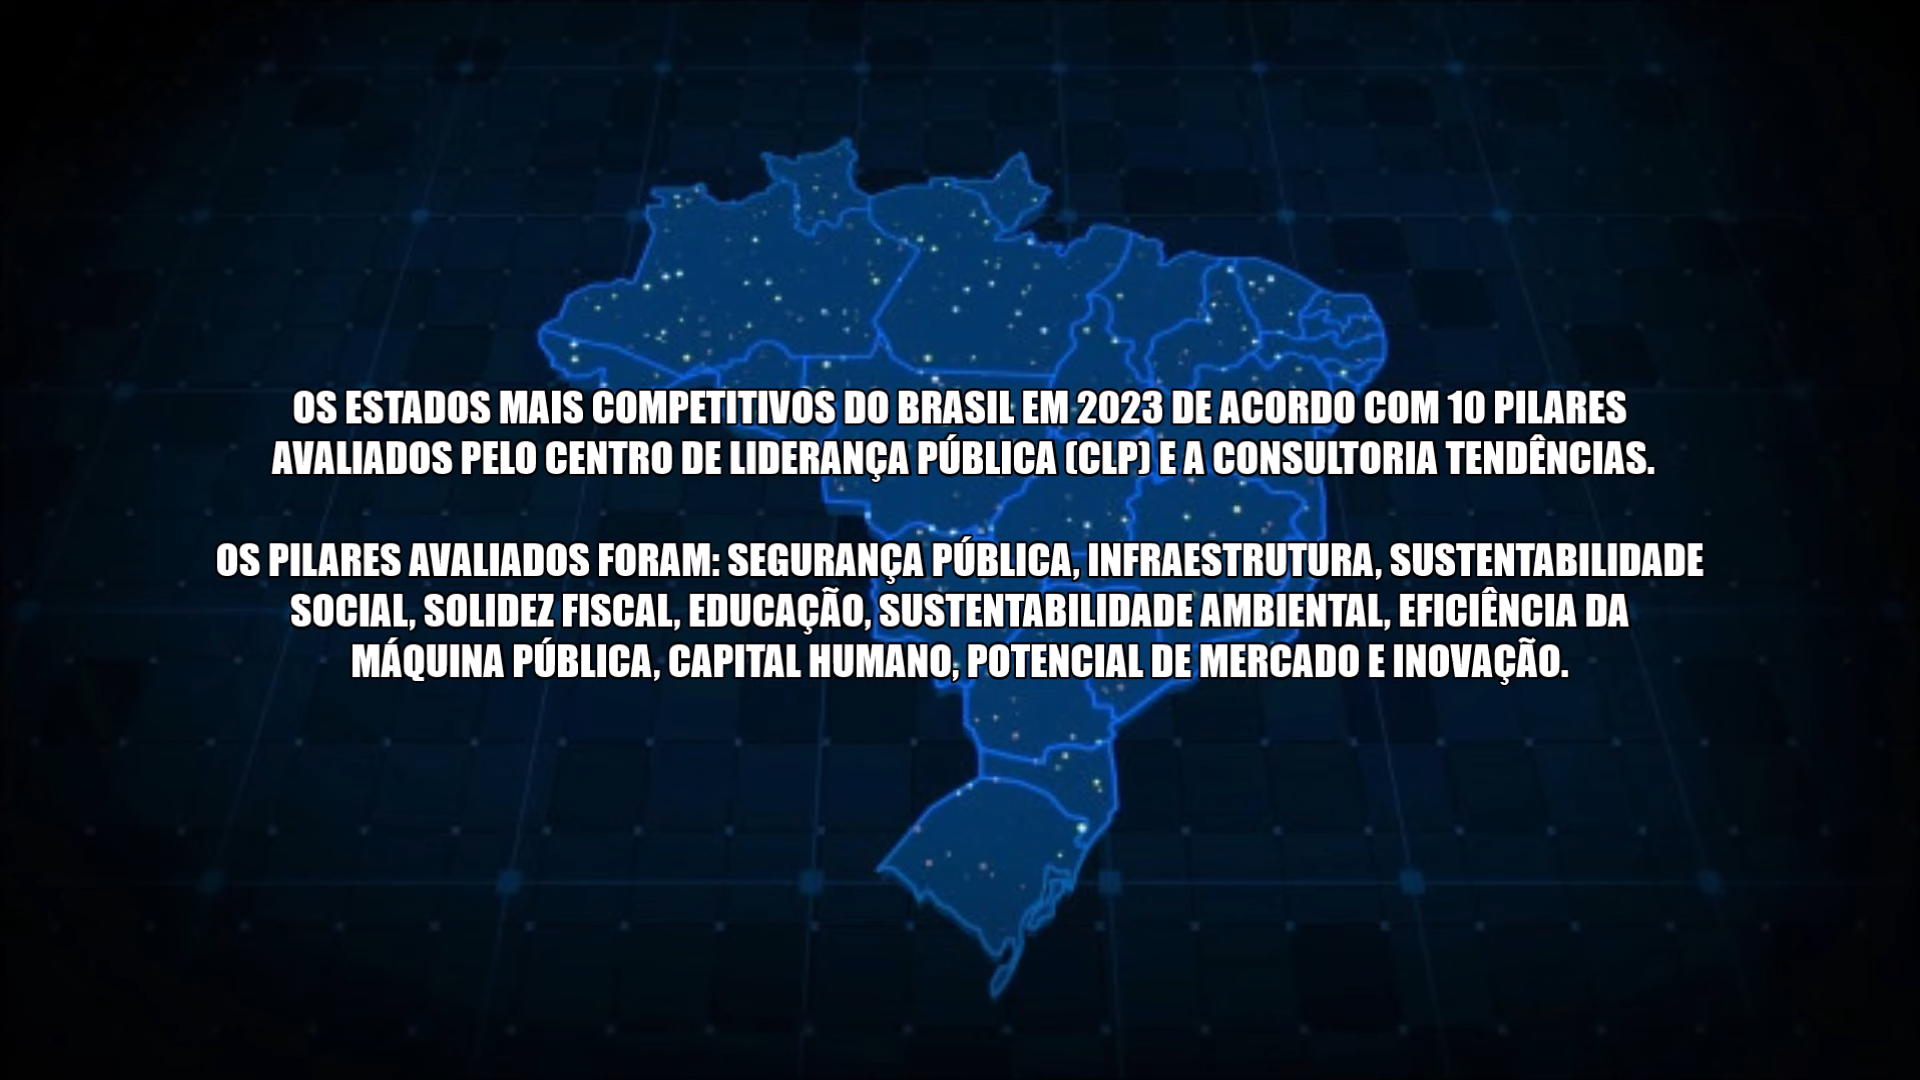 OS ESTADOS MAIS COMPETITIVOS DO BRASIL EM 2023 DE ACORDO COM 10 PILARES
AVALIADOS PELO CENTRO DE LIDERANÇA PÚBLICA (CLP) E A CONSULTORIA TENDÊNCIAS.
OS PILARES AVALIADOS FORAM: SEGURANÇA PÚBLICA, INFRAESTRUTURA, SUSTENTABILIDADE
SOCIAL, SOLIDEZ FISCAL, EDUCAÇÃO, SUSTENTABILIDADE AMBIENTAL, EFICIÊNCIA DA
MÁQUINA PÚBLICA, CAPITAL HUMANO, POTENCIAL DE MERCADO E INOVAÇÃO.